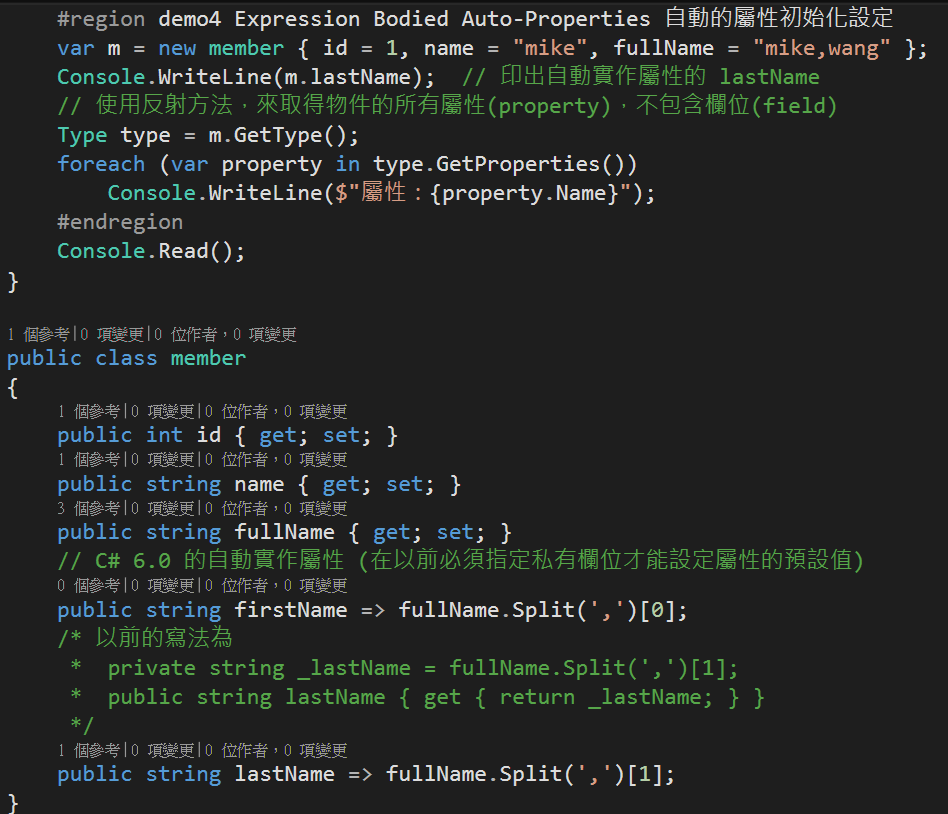 #region demo4 Expression Bodied Auto-Properties 自動的屬性初始化設定
var m = new member { id = 1, name = "mike", fullName = "mike,wang" };
Console.WriteLine(m.lastName);  // 印出自動實作屬性的 lastName
// 使用反射方法，來取得物件的所有屬性(property)，不包含欄位(field)
Type type = m.GetType();
foreach (var property in type.GetProperties())
    Console.WriteLine($"屬性：{property.Name}");
#endregion
Console.Read();
}
1 個參考|0 項變更|0 位作者，0 項變更
public class member
{
1 個參考|0 項變更|0 位作者，0 項變更
public int id { get; set; }
1 個參考|0 項變更|0 位作者，0 項變更
public string name { get; set; }
3 個參考|0 項變更|0 位作者，0 項變更
public string fullName { get; set; }
// C# 6.0 的自動實作屬性 (在以前必須指定私有欄位才能設定屬性的預設值)
0 個參考|0 項變更|0 位作者，0 項變更
public string firstName => fullName.Split(',')[0];
/* 以前的寫法為
 *  private string _lastName = fullName.Split(',')[1];
 *  public string lastName { get { return _lastName; } }
 */
1 個參考|0 項變更|0 位作者，0 項變更
public string lastName => fullName.Split(',')[1];
}